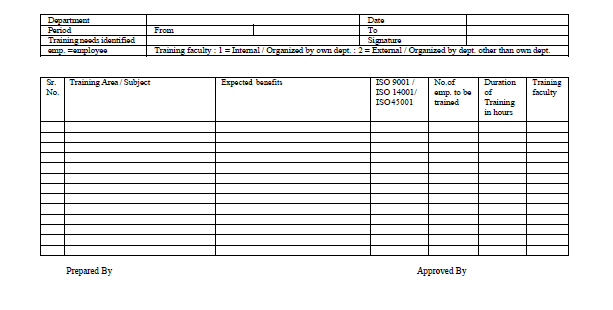 Department Date
Period From To
Training needs identified Signature
emp. =employee Training faculty : 1 = Internal / Organized by own dept. : 2 = External / Organized by dept. other than own dept.
Sr. Training Area / Subject Expected benefits ISO 9001 / No.of Duration Training
No. ISO 14001/ emp. to be of faculty
ISO45001 trained Training
in hours
Prepared By Approved By